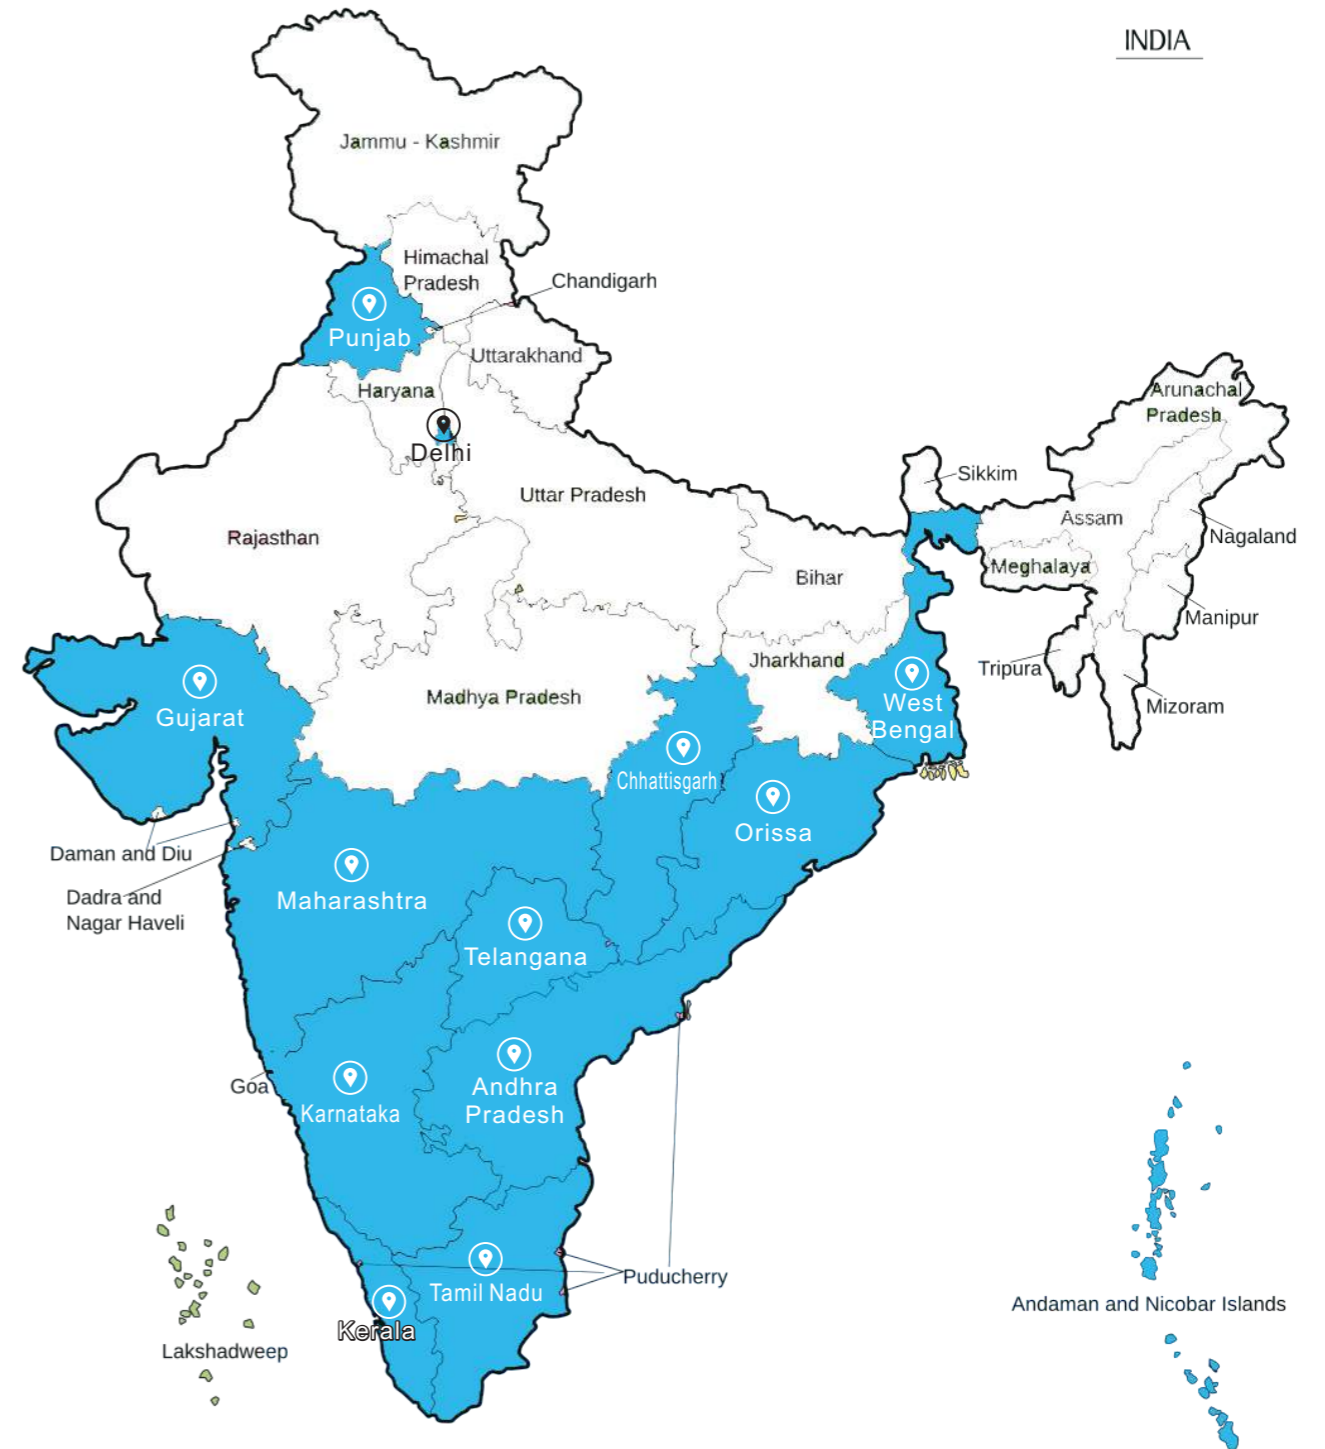 INDIA
Jammu - Kashmir
Himachal
Pradesh
Chandigarh
Punjab
Uttarakhand
Haryana
Delhi
Arunachal
Pradesh
Sikkim
Uttar Pradesh
Assam
Rajasthan
Nagaland
Meghalaya
Bihar
Manipur
Jharkhand
Tripura
Madhya Pradesh
West
Bengal
Mizoram
Gujarat
Chhattisgarh
Orissa
Daman and Diu
Dadra and
Nagar Haveli
Maharashtra
Telangana
Goa
Karnataka
Andhra
Pradesh
Puducherry
Tamil Nadu
Andaman and Nicobar Islands
Kerala
Lakshadweep